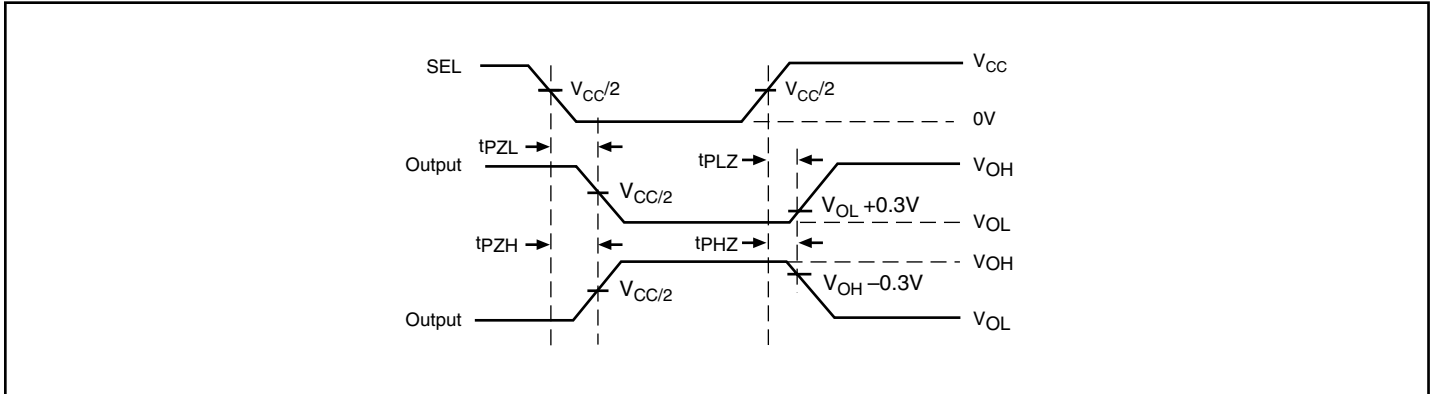 SEL
VCC/2
VCC/2
VCC
0V
tPZL
tPLZ
Output
VOH
VCC/2
VOL +0.3V
VOL
tPZH
tPHZ
VOH
VCC/2
VOH –0.3V
Output
VOL